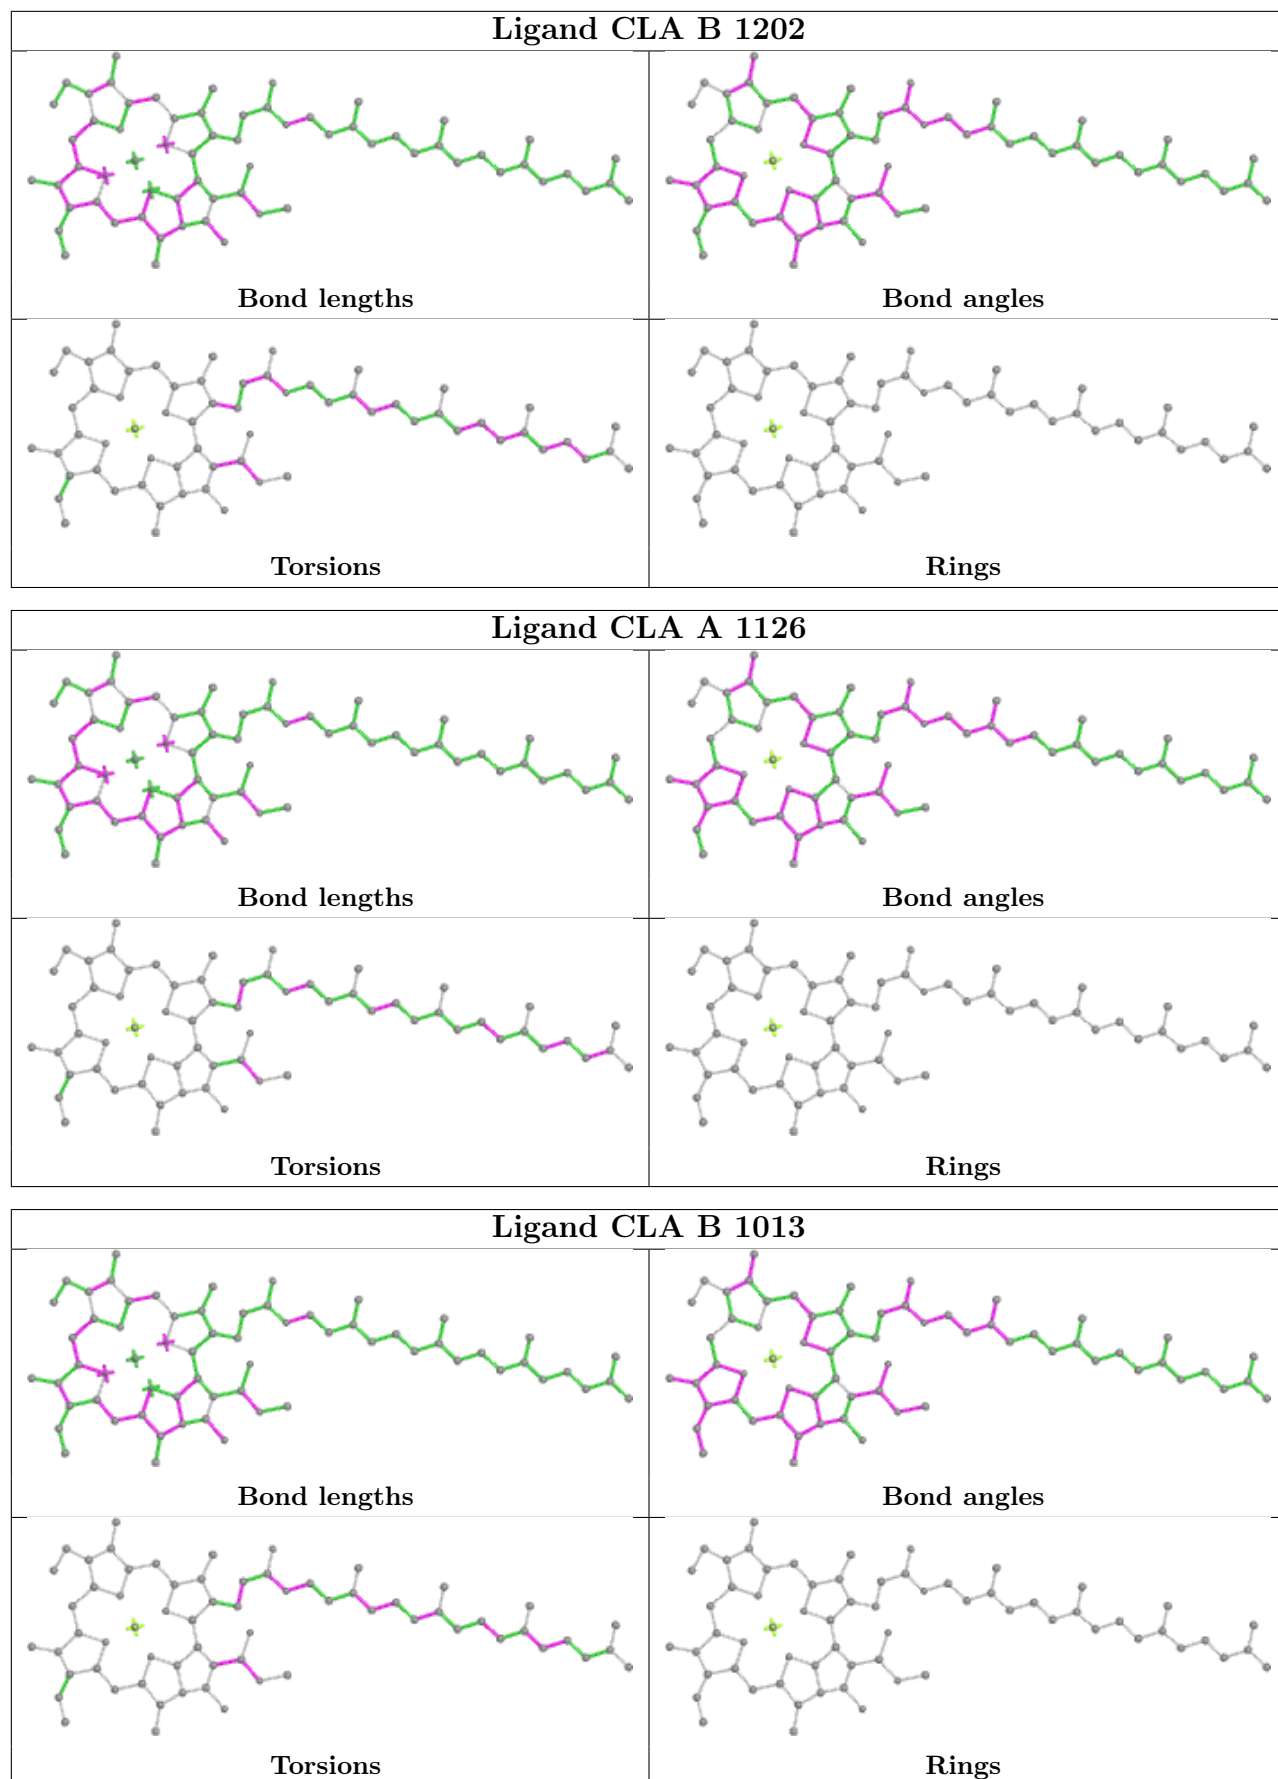 Ligand CLA B 1202
Bond lengths
Bond angles
Torsions
Rings
Ligand CLA A 1126
Bond lengths
Bond angles
Torsions
Rings
Ligand CLA B 1013
Bond lengths
Bond angles
Torsions
Rings